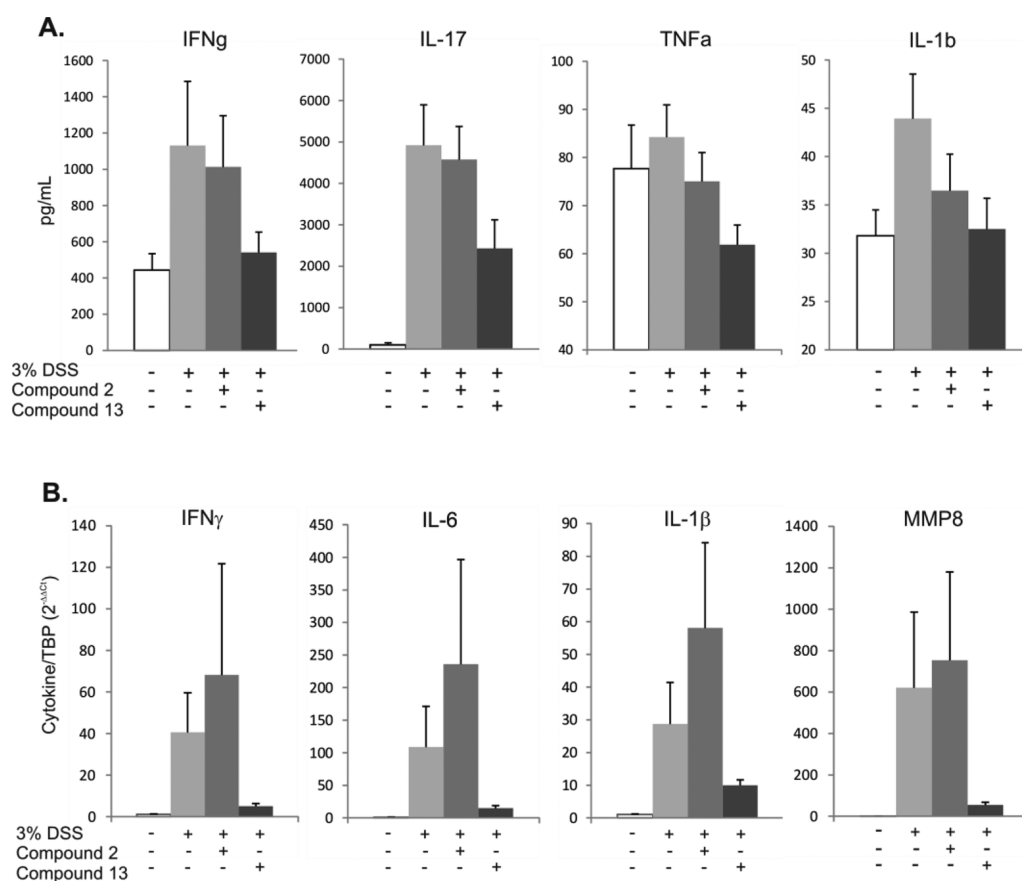 A.
IFNg IL-17 TNFa IL-1b
pg/mL
1600 1400 1200 1000 800 600 400 200 0
7000 6000 5000 4000 3000 2000 1000 0
100 90 80 70 60 50 40
50 45 40 35 30 25 20
3% DSS - + + + - + + + - + + + - + + +
Compound 2 - - + - - - + - - - + - - - + -
Compound 13 - - - + - - - + - - - + - - - +
B.
IFNγ IL-6 IL-1β MMP8
Cytokine/TBP (2^-ΔΔCt)
140 120 100 80 60 40 20 0
450 400 350 300 250 200 150 100 50 0
90 80 70 60 50 40 30 20 10 0
1400 1200 1000 800 600 400 200 0
3% DSS - + + + - + + + - + + + - + + +
Compound 2 - - + - - - + - - - + - - - + -
Compound 13 - - - + - - - + - - - + - - - +